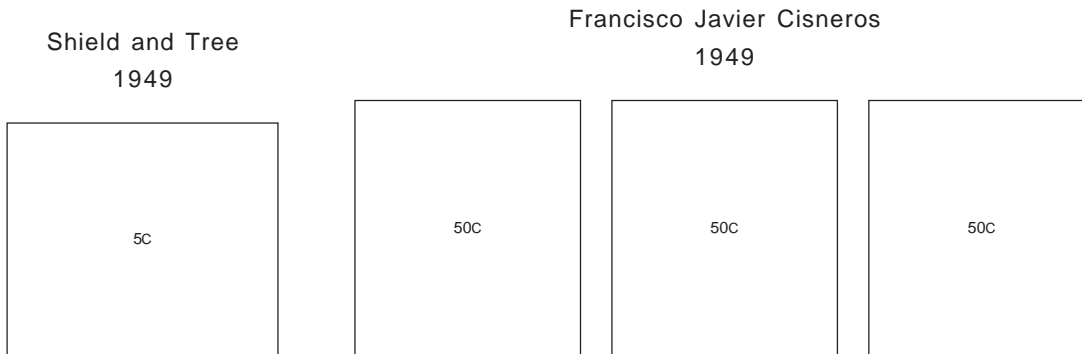 Shield and Tree
1949
5C
Francisco Javier Cisneros
1949
50C
50C
50C